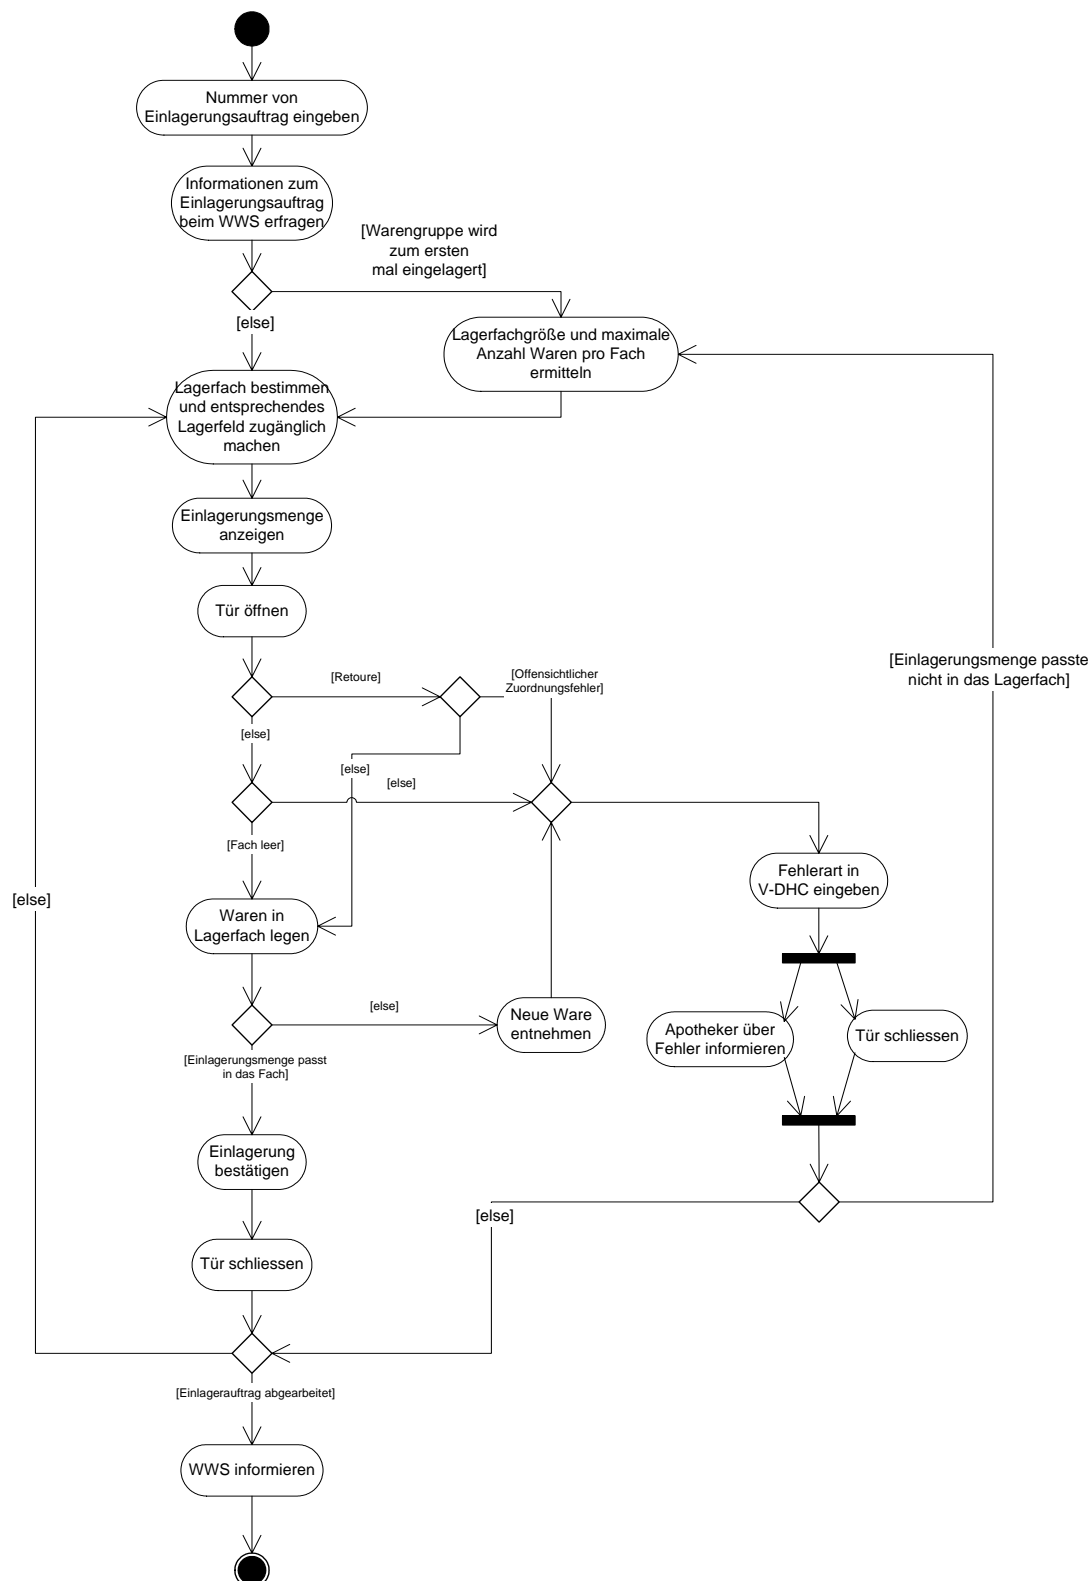 Nummer von
Einlagerungsauftrag eingeben
Informationen zum
Einlagerungsauftrag
beim WWS erfragen
[Warengruppe wird
zum ersten
mal eingelagert]
[else]
Lagerfachgröße und maximale
Anzahl Waren pro Fach
ermitteln
Lagerfach bestimmen
und entsprechendes
Lagerfeld zugänglich
machen
Einlagerungsmenge
anzeigen
Tür öffnen
[Retoure]
[Offensichtlicher
Zuordnungsfehler]
[Einlagerungsmenge passte
nicht in das Lagerfach]
[else]
[else]
[else]
[Fach leer]
Fehlerart in
V-DHC eingeben
[else]
Waren in
Lagerfach legen
[else]
Neue Ware
entnehmen
Apotheker über
Fehler informieren
Tür schliessen
[Einlagerungsmenge passt
in das Fach]
Einlagerung
bestätigen
[else]
Tür schliessen
[Einlagerauftrag abgearbeitet]
WWS informieren